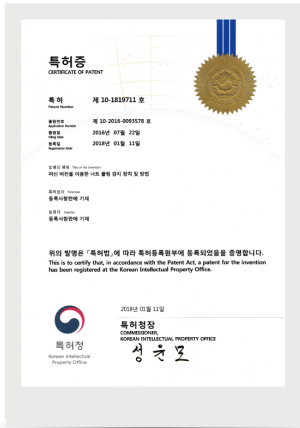 특허증
CERTIFICATE OF PATENT
특 허 제 10-1819711 호
Patent Number
출원번호 제 10-2016-0093578 호
Application Number
출원일 2016년 07월 22일
Filing Date
등록일 2018년 01월 11일
Registration Date
발명의 명칭 Title of the Invention
머신 비전을 이용한 너트 풀림 감지 장치 및 방법
특허권자 Patentee
등록사항란에 기재
발명자 Inventor
등록사항란에 기재
위의 발명은 「특허법」에 따라 특허등록원부에 등록되었음을 증명합니다.
This is to certify that, in accordance with the Patent Act, a patent for the invention
has been registered at the Korean Intellectual Property Office.
2018년 01월 11일
특허청장
COMMISSIONER,
KOREAN INTELLECTUAL PROPERTY OFFICE
성윤모
특허청
Korean Intellectual
Property Office